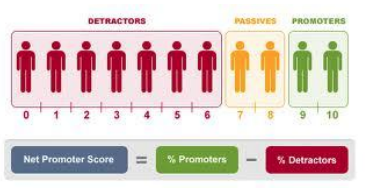 DETRACTORS PASSIVES PROMOTERS
0 1 2 3 4 5 6 7 8 9 10
Net Promoter Score = % Promoters − % Detractors